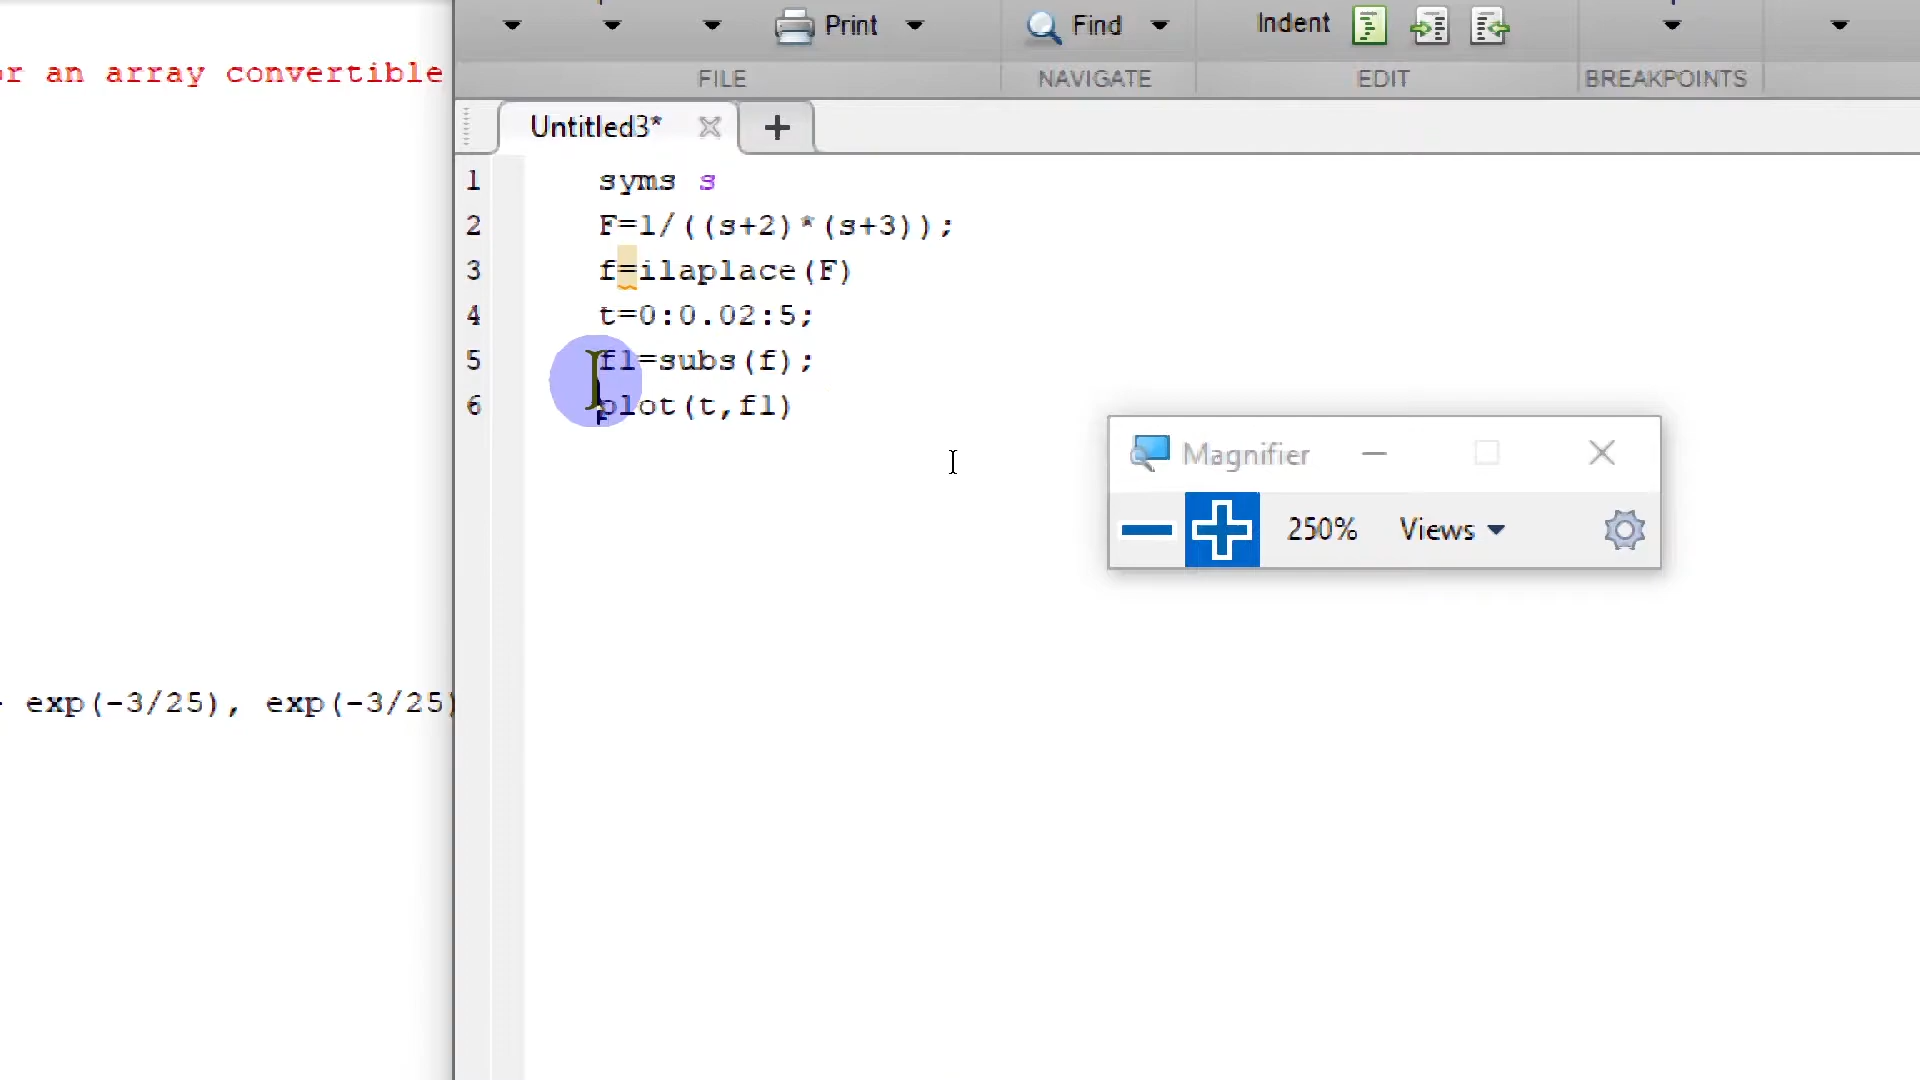 Print
Find
Indent
FILE
NAVIGATE
EDIT
BREAKPOINTS
r an array convertible
Untitled3*
1 syms s
2 F=1/((s+2)*(s+3));
3 f=ilaplace(F)
4 t=0:0.02:5;
5 f1=subs(f);
6 plot(t,f1)
Magnifier
250% Views
exp(-3/25), exp(-3/25)